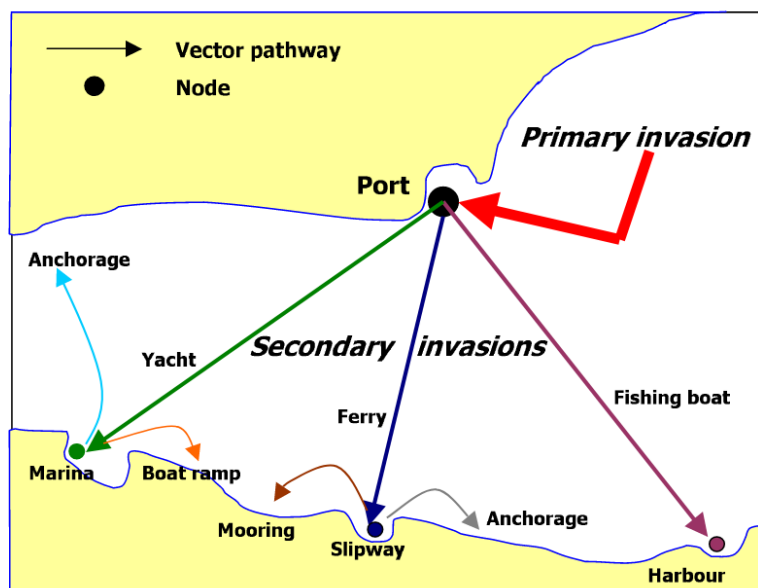 Vector pathway
Node
Primary invasion
Port
Anchorage
Secondary invasions
Yacht
Fishing boat
Ferry
Marina
Boat ramp
Mooring
Anchorage
Slipway
Harbour